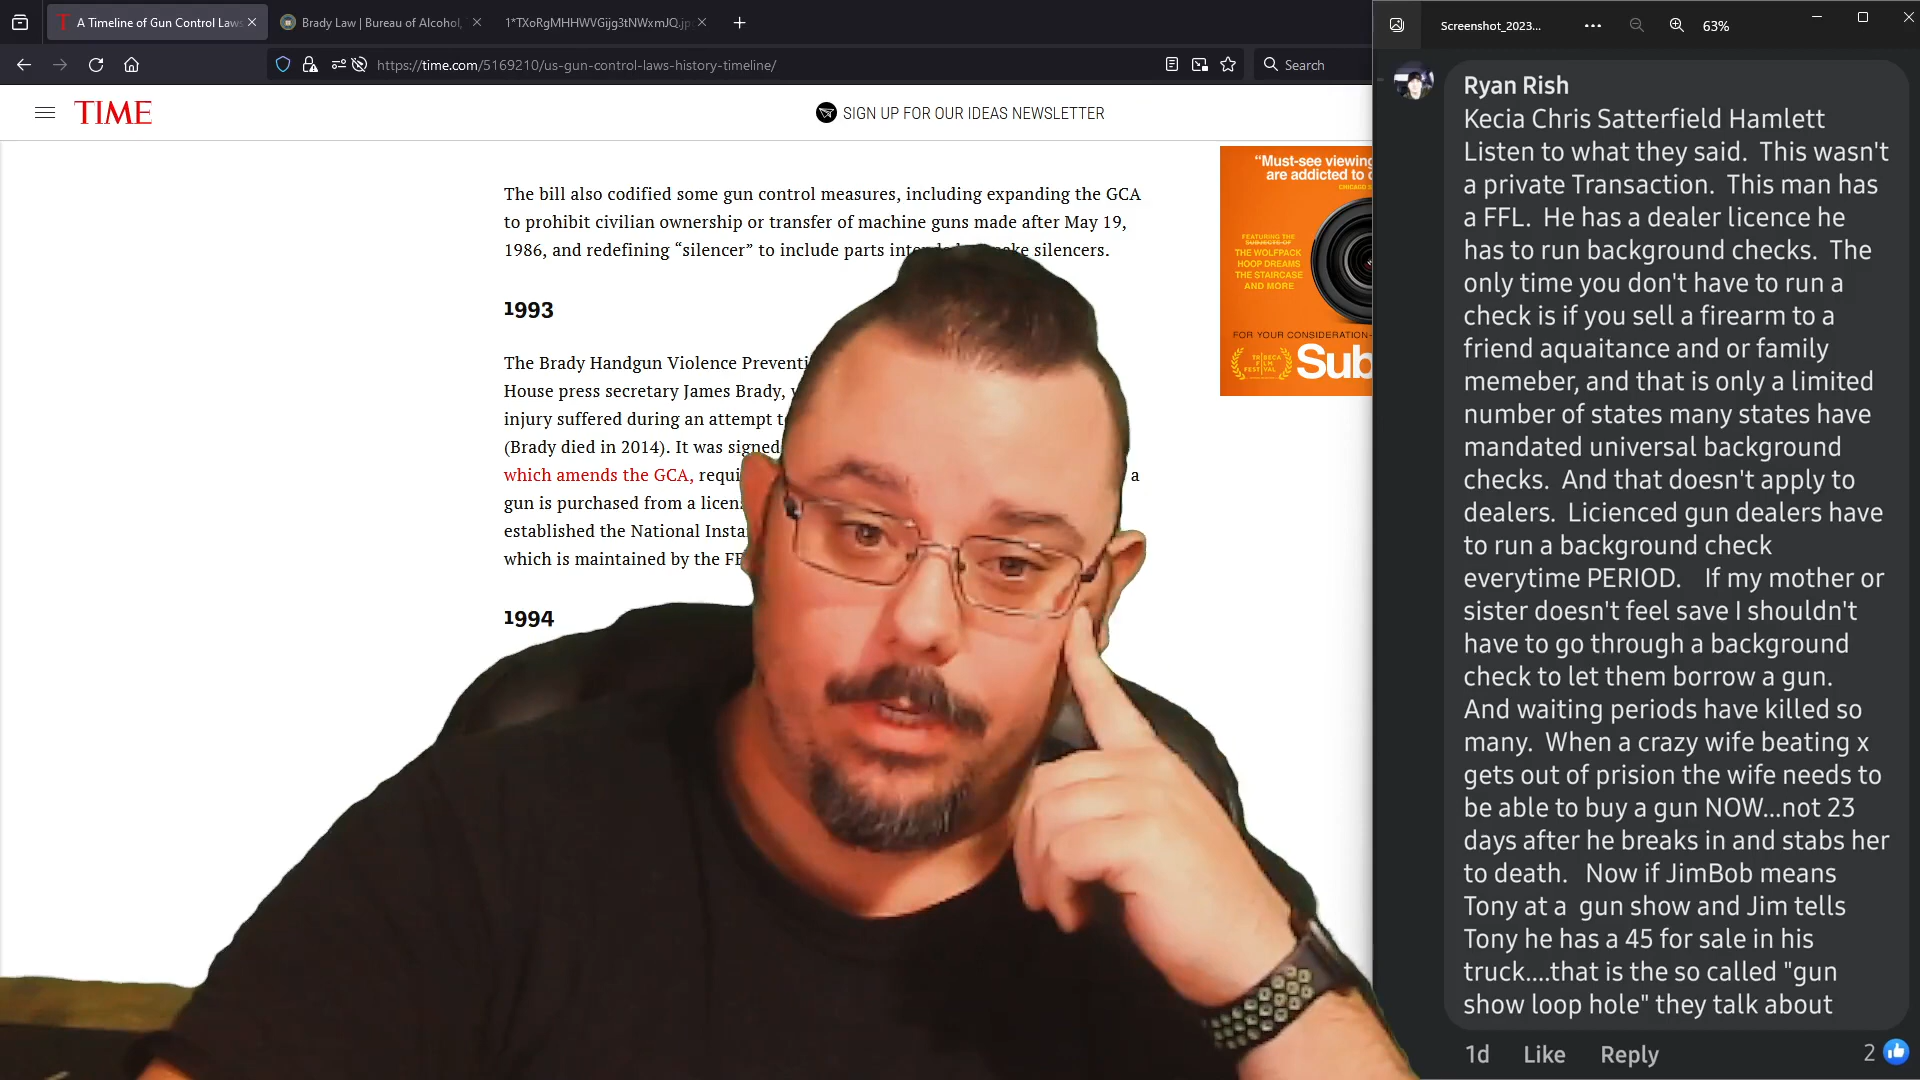 A Timeline of Gun Control Laws
Brady Law | Bureau of Alcohol,
1*TXoRgMHHWVGijg3tNWxmJQ.jp
https://time.com/5169210/us-gun-control-laws-history-timeline/
Search
TIME
SIGN UP FOR OUR IDEAS NEWSLETTER
The bill also codified some gun control measures, including expanding the GCA
to prohibit civilian ownership or transfer of machine guns made after May 19,
1986, and redefining “silencer” to include parts silencers.
1993
The Brady Handgun Violence
House press secretary James Brady,
injury suffered during an attempt
(Brady died in 2014). It was signed
which amends the GCA, a
gun is purchased from a
established the National
which is maintained by the
1994
“Must-see viewing
are addicted to
CHICAGO
FEATURING THE
SUBJECTS OF
THE WOLFPACK
HOOP DREAMS
THE STAIRCASE
AND MORE
FOR YOUR CONSIDERATION
TRIBECA
FILM
FESTIVAL
Sub
Screenshot_2023...
63%
Ryan Rish
Kecia Chris Satterfield Hamlett
Listen to what they said. This wasn't
a private Transaction. This man has
a FFL. He has a dealer licence he
has to run background checks. The
only time you don't have to run a
check is if you sell a firearm to a
friend aquaitance and or family
memeber, and that is only a limited
number of states many states have
mandated universal background
checks. And that doesn't apply to
dealers. Licienced gun dealers have
to run a background check
everytime PERIOD. If my mother or
sister doesn't feel save I shouldn't
have to go through a background
check to let them borrow a gun.
And waiting periods have killed so
many. When a crazy wife beating x
gets out of prision the wife needs to
be able to buy a gun NOW...not 23
days after he breaks in and stabs her
to death. Now if JimBob means
Tony at a gun show and Jim tells
Tony he has a 45 for sale in his
truck....that is the so called "gun
show loop hole" they talk about
1d Like Reply 2